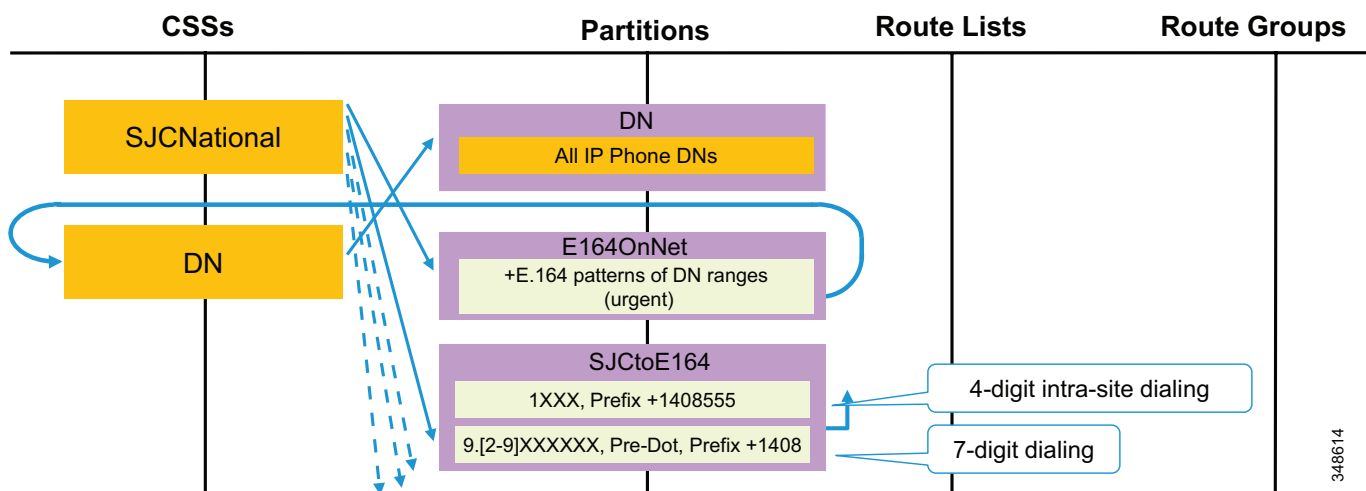 CSSs
Partitions
Route Lists
Route Groups
SJCNational
DN
DN
All IP Phone DNs
E164OnNet
+E.164 patterns of DN ranges
(urgent)
SJCtoE164
1XXX, Prefix +1408555
9.[2-9]XXXXXX, Pre-Dot, Prefix +1408
4-digit intra-site dialing
7-digit dialing
348614